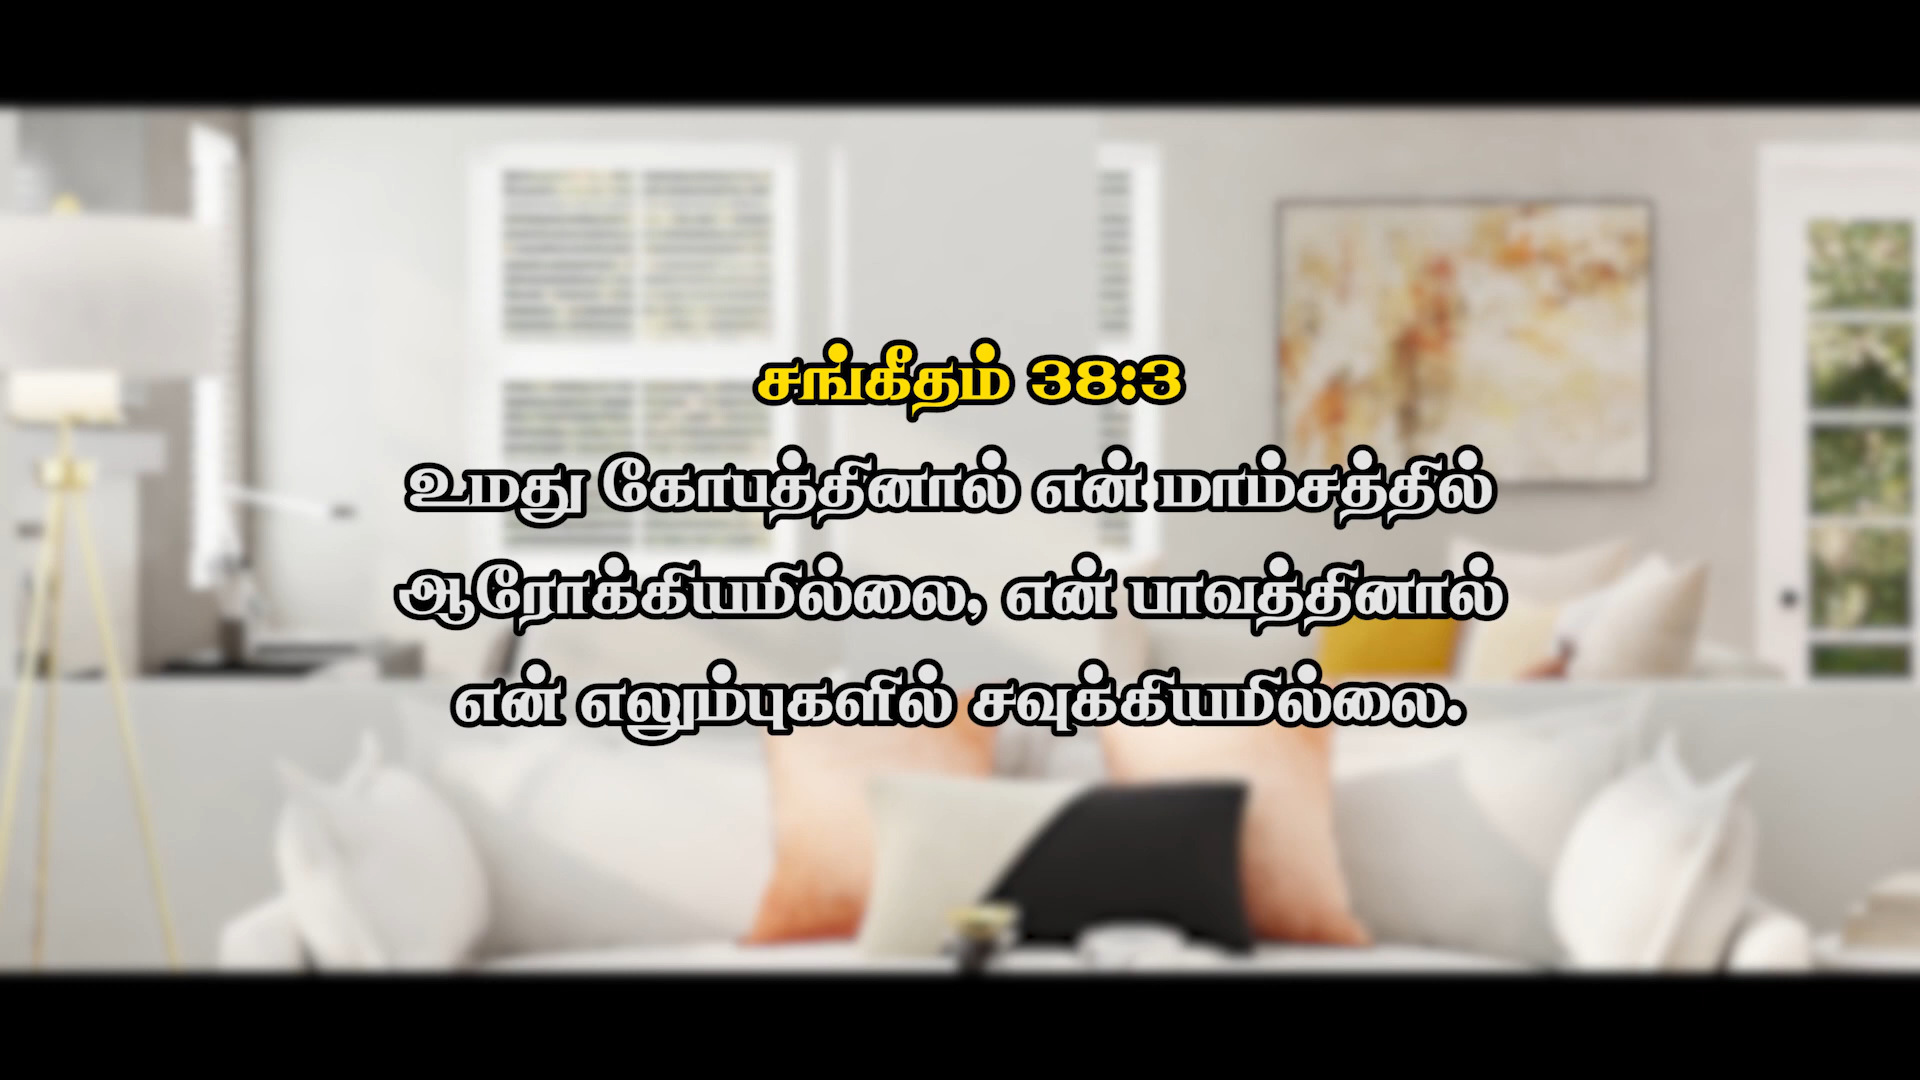 சங்கீதம் 38:3
உமது கோபத்தினால் என் மாம்சத்தில்
ஆரோக்கியமில்லை, என் பாவத்தினால்
என் எலும்புகளில் சவுக்கியமில்லை.